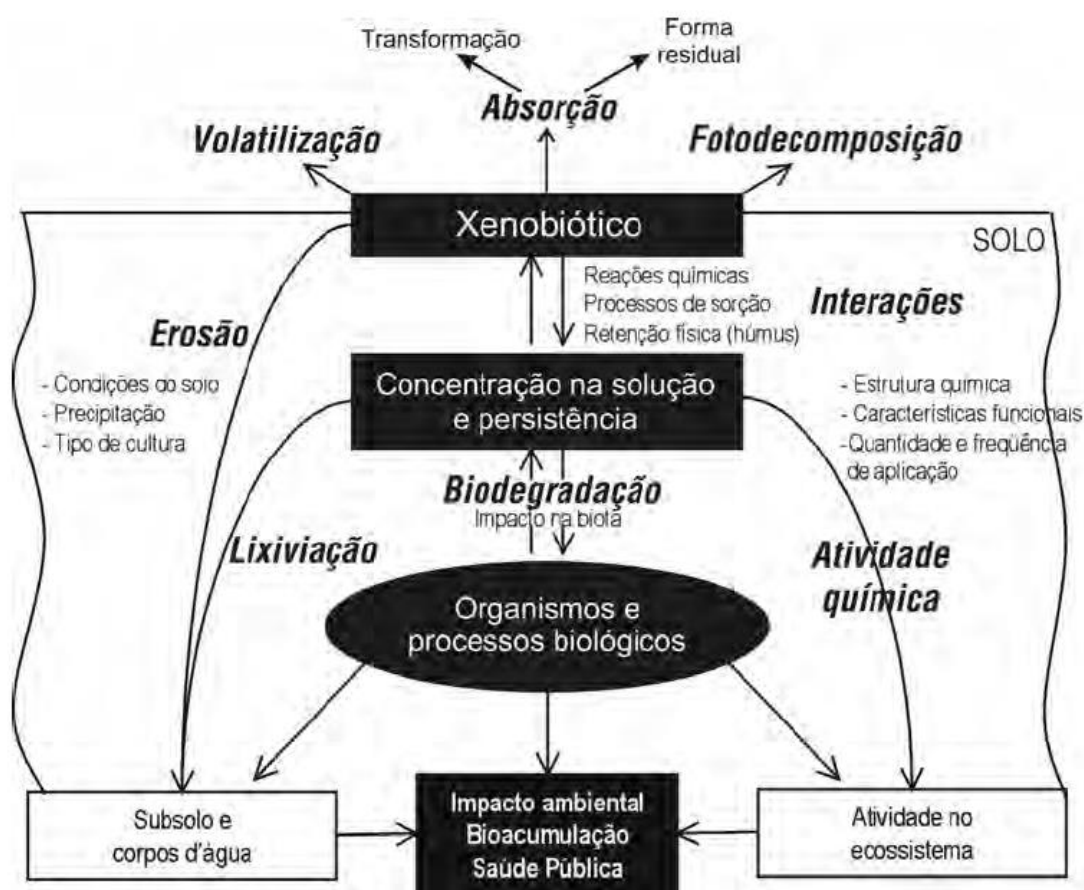 Transformação
Forma
residual
Absorção
Volatilização
Fotodecomposição
Xenobiótico
SOLO
Reações químicas
Processos de sorção
Retenção física (húmus)
Interações
Erosão
- Condições do solo
- Precipitação
- Tipo de cultura
Concentração na solução
e persistência
- Estrutura química
- Características funcionais
-Quantidade e freqüência
de aplicação
Biodegradação
Impacto na biota
Lixiviação
Atividade
química
Organismos e
processos biológicos
Subsolo e
corpos d'água
Impacto ambiental
Bioacumulação
Saúde Pública
Atividade no
ecossistema